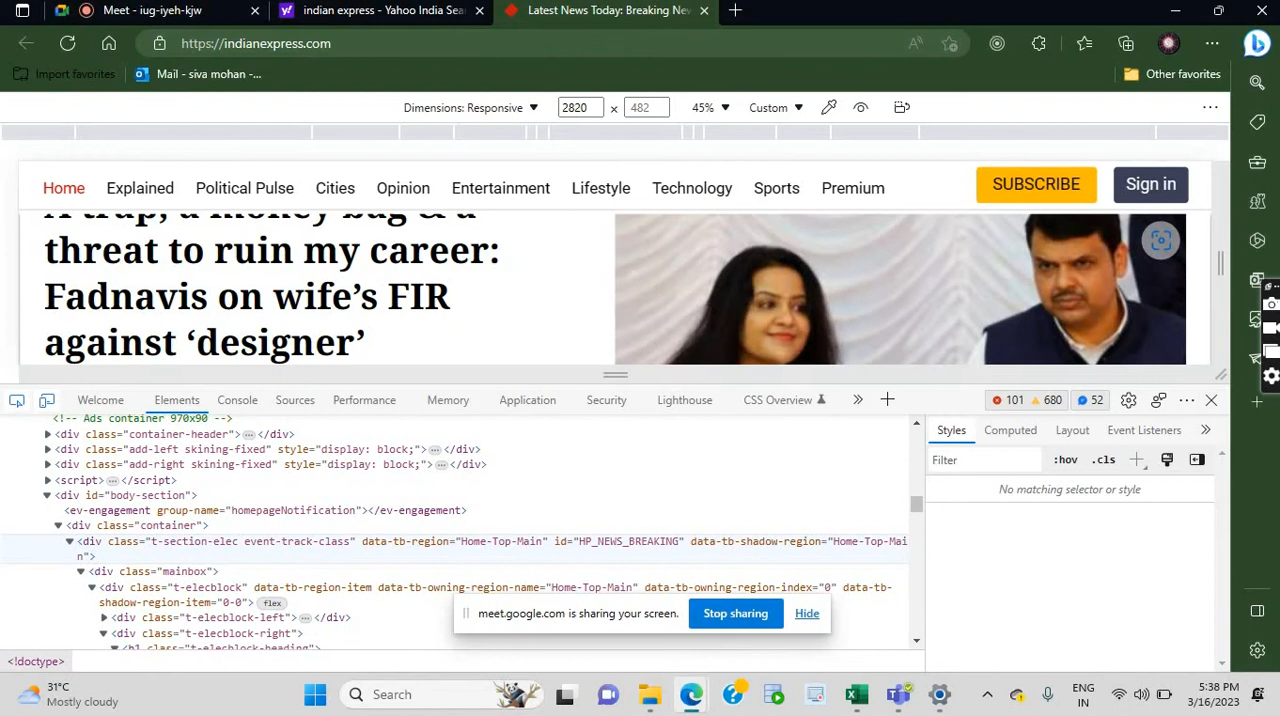 Meet - iug-iyeh-kjw
indian express - Yahoo India Sea
Latest News Today: Breaking Nev
https://indianexpress.com
Import favorites
Mail - siva mohan -...
Other favorites
Dimensions: Responsive
2820 × 482
45%
Custom
Home Explained Political Pulse Cities Opinion Entertainment Lifestyle Technology Sports Premium
SUBSCRIBE
Sign in
A trap, a money bag & a
threat to ruin my career:
Fadnavis on wife’s FIR
against ‘designer’
Welcome Elements Console Sources Performance Memory Application Security Lighthouse CSS Overview
101 680 52
<!-- Ads container 970x90 -->
<div class="container-header"> … </div>
<div class="add-left skining-fixed" style="display: block;"> … </div>
<div class="add-right skining-fixed" style="display: block;"> … </div>
<script> … </script>
<div id="body-section">
<ev-engagement group-name="homepageNotification"></ev-engagement>
<div class="container">
<div class="t-section-elec event-track-class" data-tb-region="Home-Top-Main" id="HP_NEWS_BREAKING" data-tb-shadow-region="Home-Top-Mai
n">
<div class="mainbox">
<div class="t-elecblock" data-tb-region-item data-tb-owning-region-name="Home-Top-Main" data-tb-owning-region-index="0" data-tb-
shadow-region-item="0-0"> flex
<div class="t-elecblock-left"> … </div>
<div class="t-elecblock-right">
<h1 class="t-elecblock-heading">
<!doctype>
Styles Computed Layout Event Listeners
Filter
:hov .cls
No matching selector or style
meet.google.com is sharing your screen.
Stop sharing
Hide
31°C
Mostly cloudy
Search
ENG
IN
5:38 PM
3/16/2023